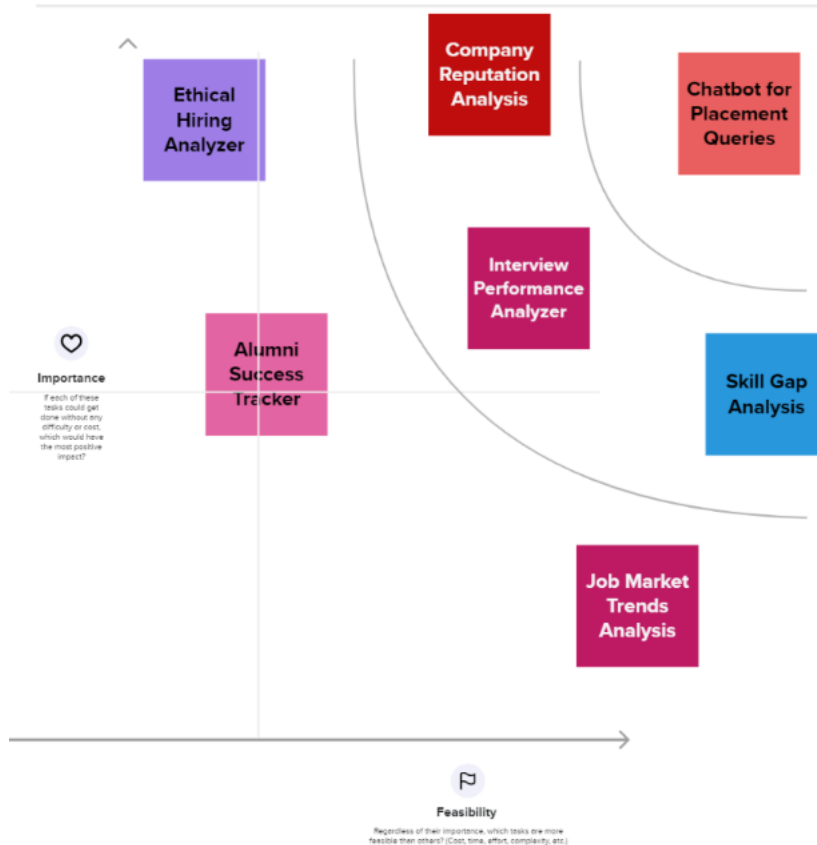 Company
Reputation
Analysis
Ethical
Hiring
Analyzer
Chatbot for
Placement
Queries
Interview
Performance
Analyzer
Alumni
Success
Tracker
Skill Gap
Analysis
Importance
If each of these
tasks could get
done without any
difficulty or cost,
which would have
the most positive
impact?
Job Market
Trends
Analysis
Feasibility
Regardless of their importance, which tasks are more
feasible than others? (Cost, time, effort, complexity, etc.)